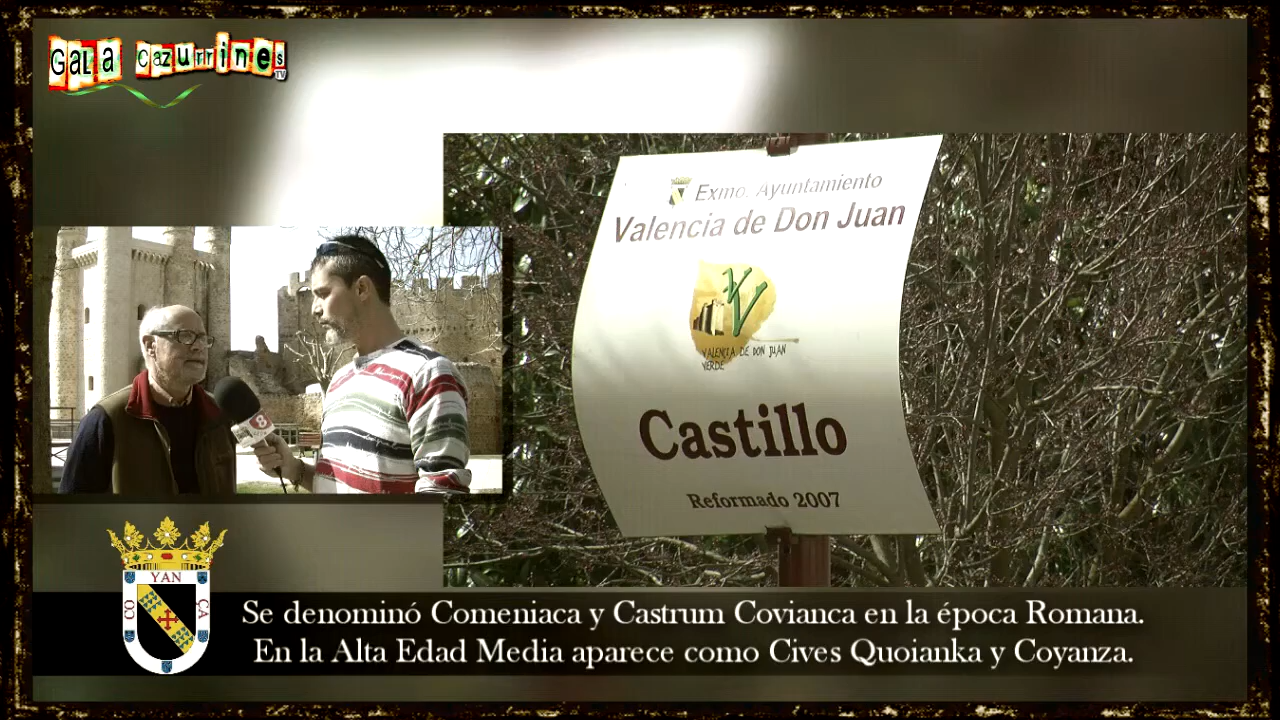 GaLa Cazurrines
TV
Exmo. Ayuntamiento
Valencia de Don Juan
VALENCIA DE DON JUAN
VERDE
Castillo
Reformado 2007
8
YAN
CO CA
Se denominó Comeniaca y Castrum Covianca en la época Romana.
En la Alta Edad Media aparece como Cives Quoianka y Coyanza.